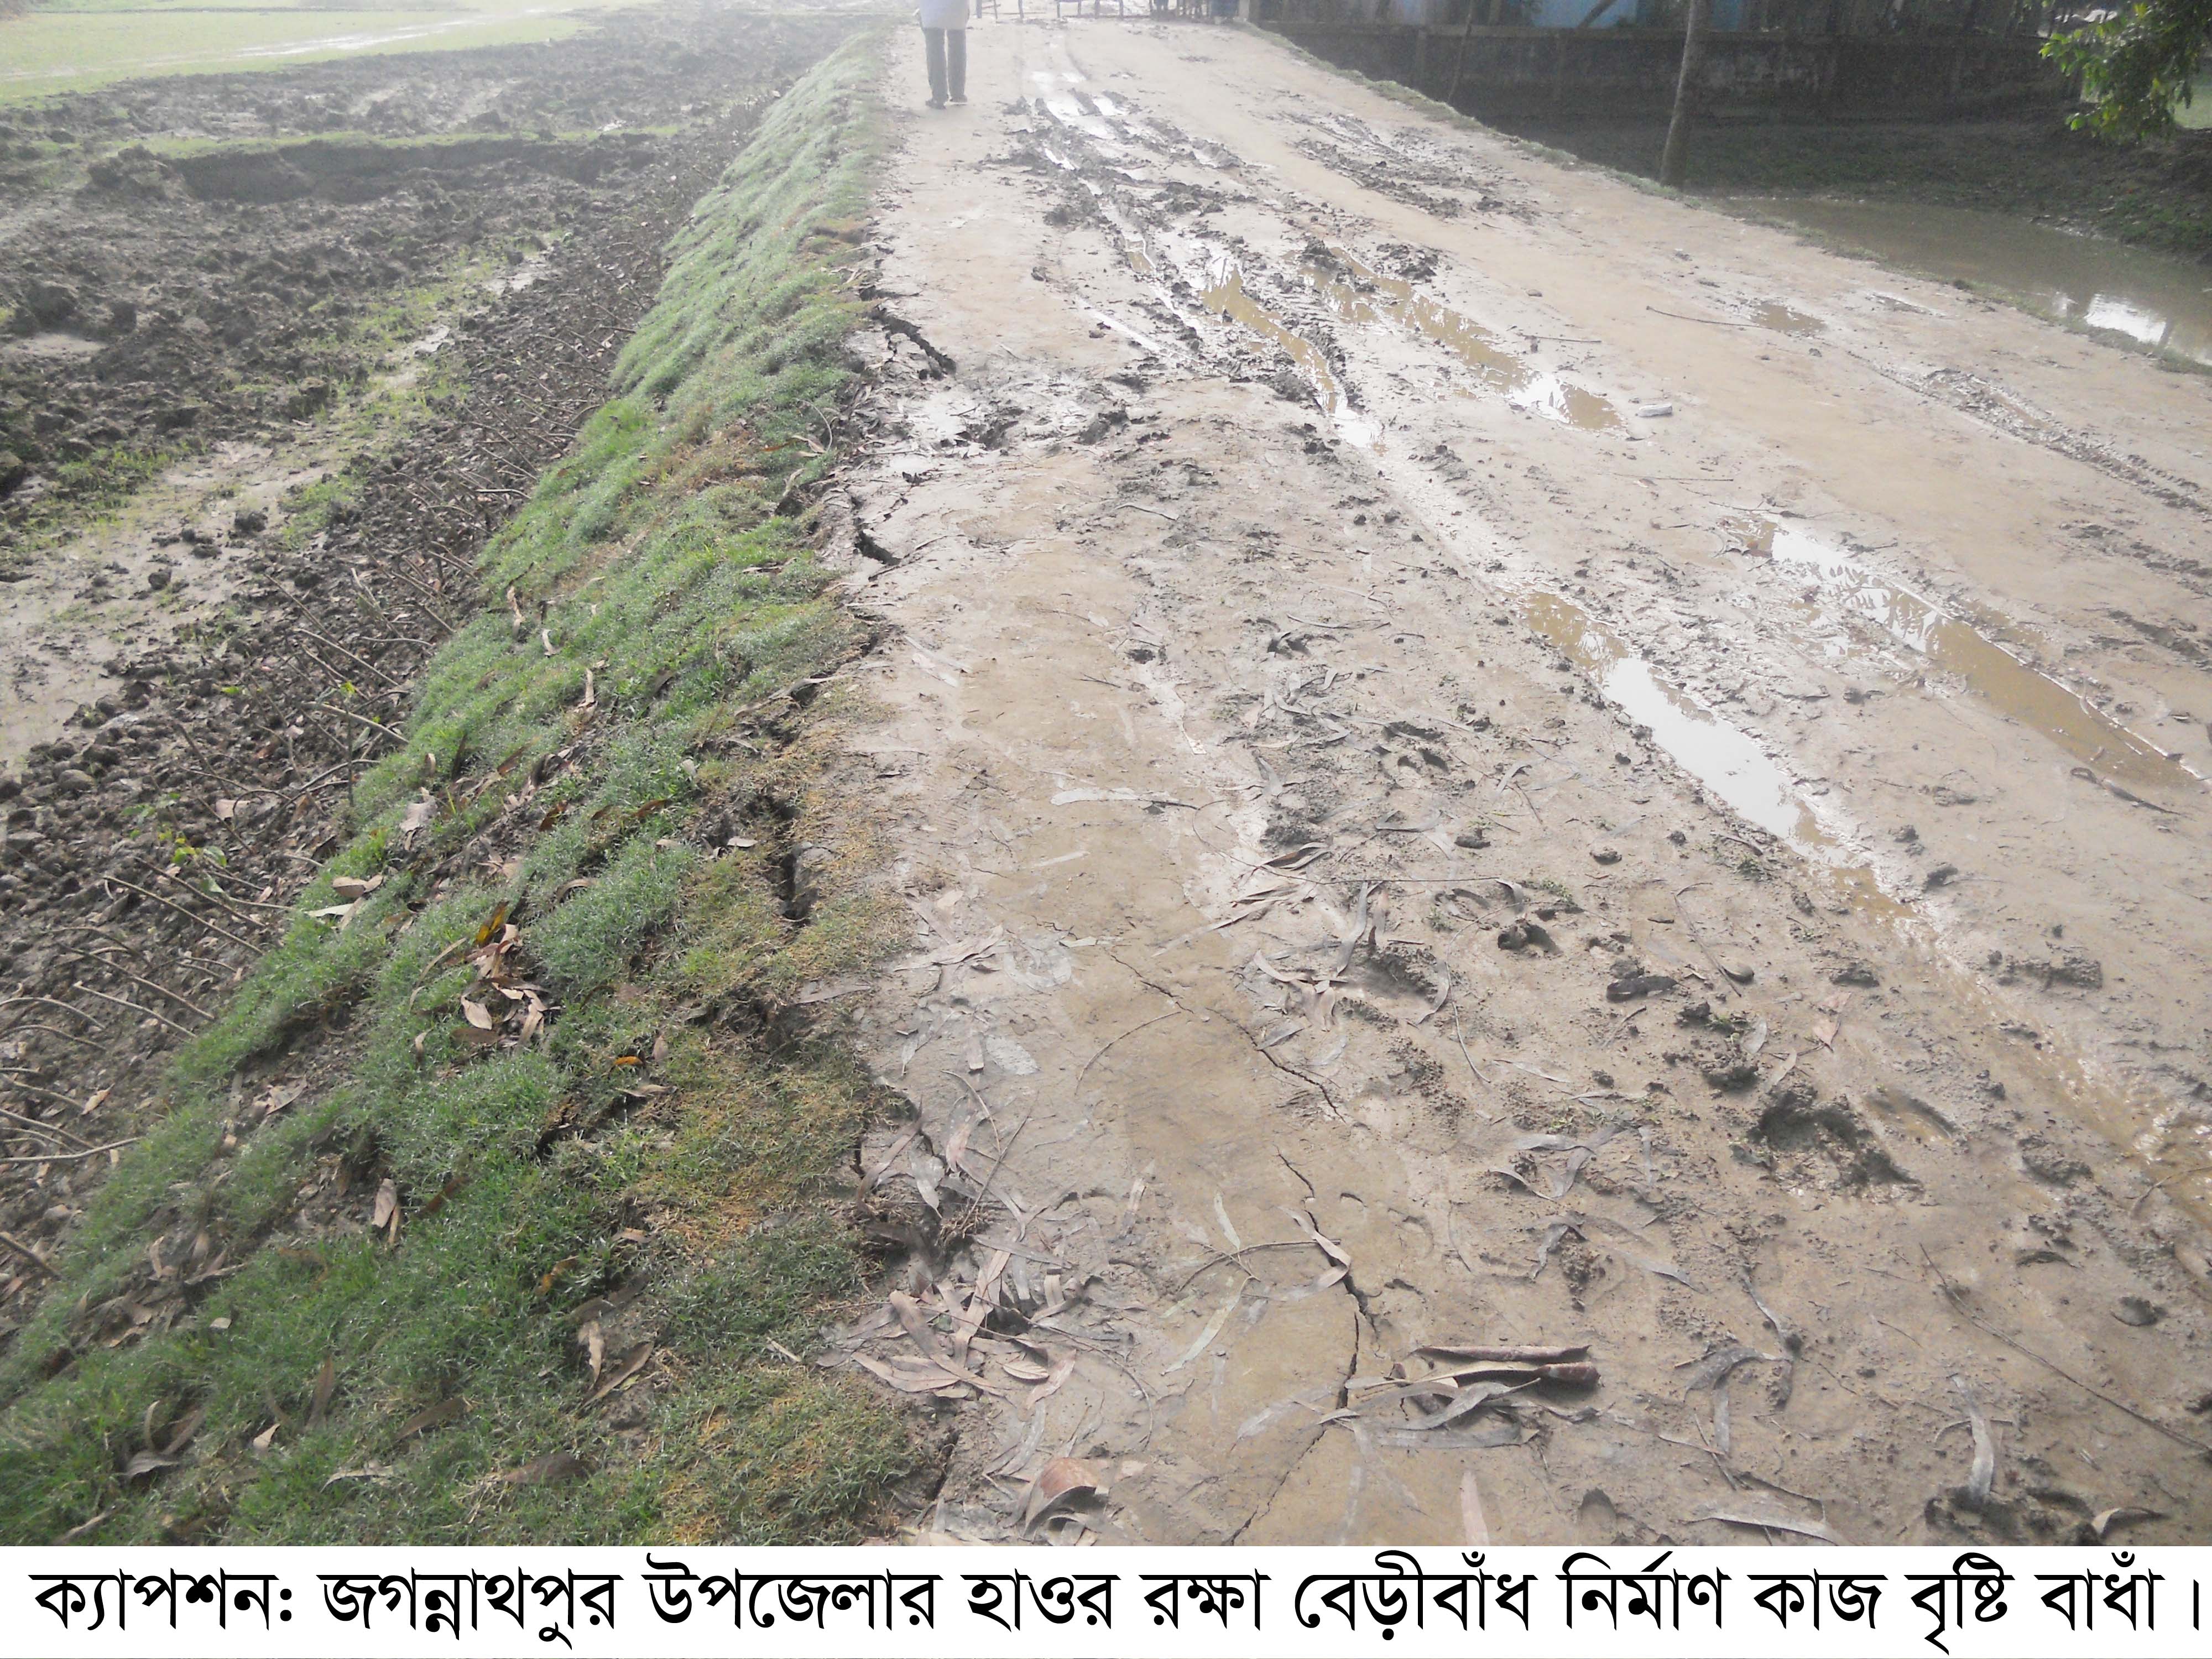 ক্যাপশন: জগন্নাথপুর উপজেলার হাওর রক্ষা বেড়ীবাঁধ নির্মাণ কাজ বৃষ্টি বাধাঁ।